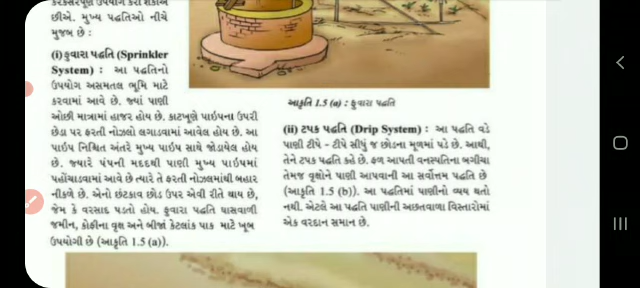 છીએ. મુખ્ય પદ્ધતિઓ નીચે
મુજબ છે :
(i) ફુવારા પદ્ધતિ (Sprinkler
System) : આ પદ્ધતિનો
ઉપયોગ અસમતલ ભૂમિ માટે
કરવામાં આવે છે. જ્યાં પાણી
ઓછી માત્રામાં હાજર હોય છે. કાટખૂણે પાઇપના ઉપરી
છેડા પર ફરતી નોઝલો લગાડવામાં આવેલ હોય છે. આ
પાઇપ નિશ્ચિત અંતરે મુખ્ય પાઇપ સાથે જોડાયેલ હોય
છે. જ્યારે પંપની મદદથી પાણી મુખ્ય પાઇપમાં
પહોંચાડવામાં આવે છે ત્યારે તે ફરતી નોઝલમાંથી બહાર
નીકળે છે. એનો છંટકાવ છોડ ઉપર એવી રીતે થાય છે,
જેમ કે વરસાદ પડતો હોય. ફુવારા પદ્ધતિ ઘાસવાળી
જમીન, કોફીના વૃક્ષ અને બીજાં કેટલાંક પાક માટે ખૂબ
ઉપયોગી છે (આકૃતિ 1.5 (a)).
આકૃતિ 1.5 (a) : ફુવારા પદ્ધતિ
(ii) ટપક પદ્ધતિ (Drip System) : આ પદ્ધતિ વડે
પાણી ટીપે - ટીપે સીધું જ છોડના મૂળમાં પડે છે. આથી,
તેને ટપક પદ્ધતિ કહે છે. ફળ આપતી વનસ્પતિના બગીચા
તેમજ વૃક્ષોને પાણી આપવાની આ સર્વોત્તમ પદ્ધતિ છે
(આકૃતિ 1.5 (b)). આ પદ્ધતિમાં પાણીનો વ્યય થતો
નથી. એટલે આ પદ્ધતિ પાણીની અછતવાળા વિસ્તારોમાં
એક વરદાન સમાન છે.